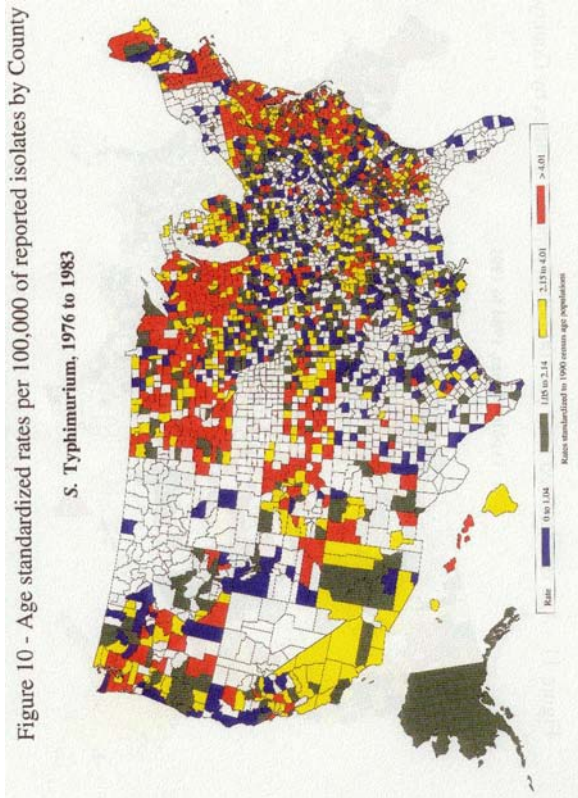 Figure 10 - Age standardized rates per 100,000 of reported isolates by County
S. Typhimurium, 1976 to 1983
Rate 0 to 1.04 1.05 to 2.14 2.15 to 4.01 > 4.01
Rates standardized to 1990 census age populations